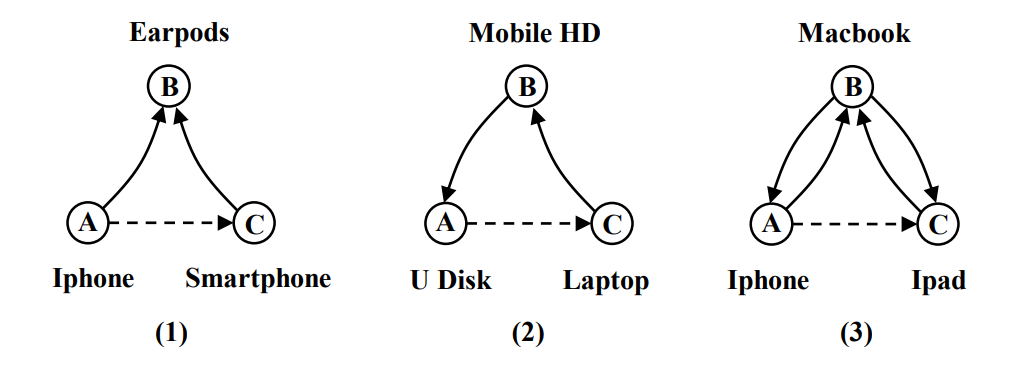 Earpods
Mobile HD
Macbook
B
B
B
A
C
A
C
A
C
Iphone
Smartphone
U Disk
Laptop
Iphone
Ipad
(1)
(2)
(3)